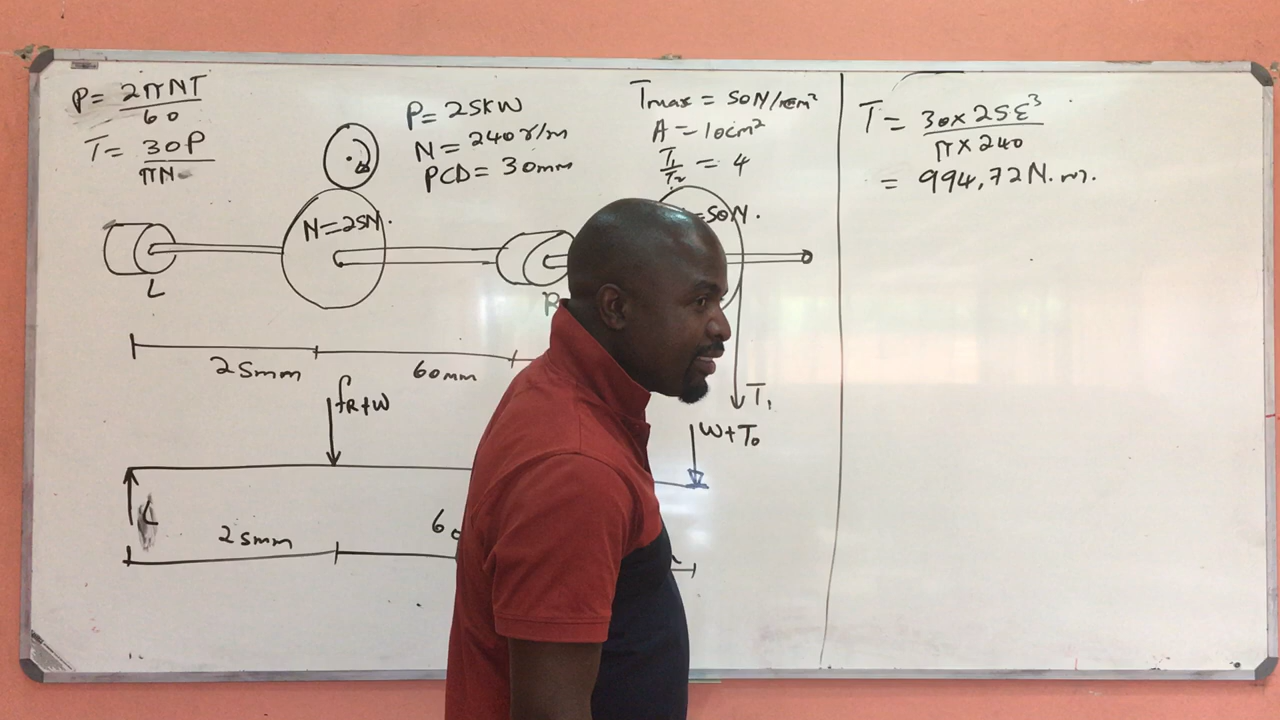 P = 2πNT
60
T = 30P
πN
P = 25KW
N = 240r/m
PCD = 30mm
Tmax = 50N/cm²
A = 10cm²
T₁
T₂ = 4
T = 30 x 25ε³
π x 240
= 994,72N.m.
N = 25N.
=50N.
L
R
25mm
60mm
T₁
fR+W
W+T₀
L
25mm